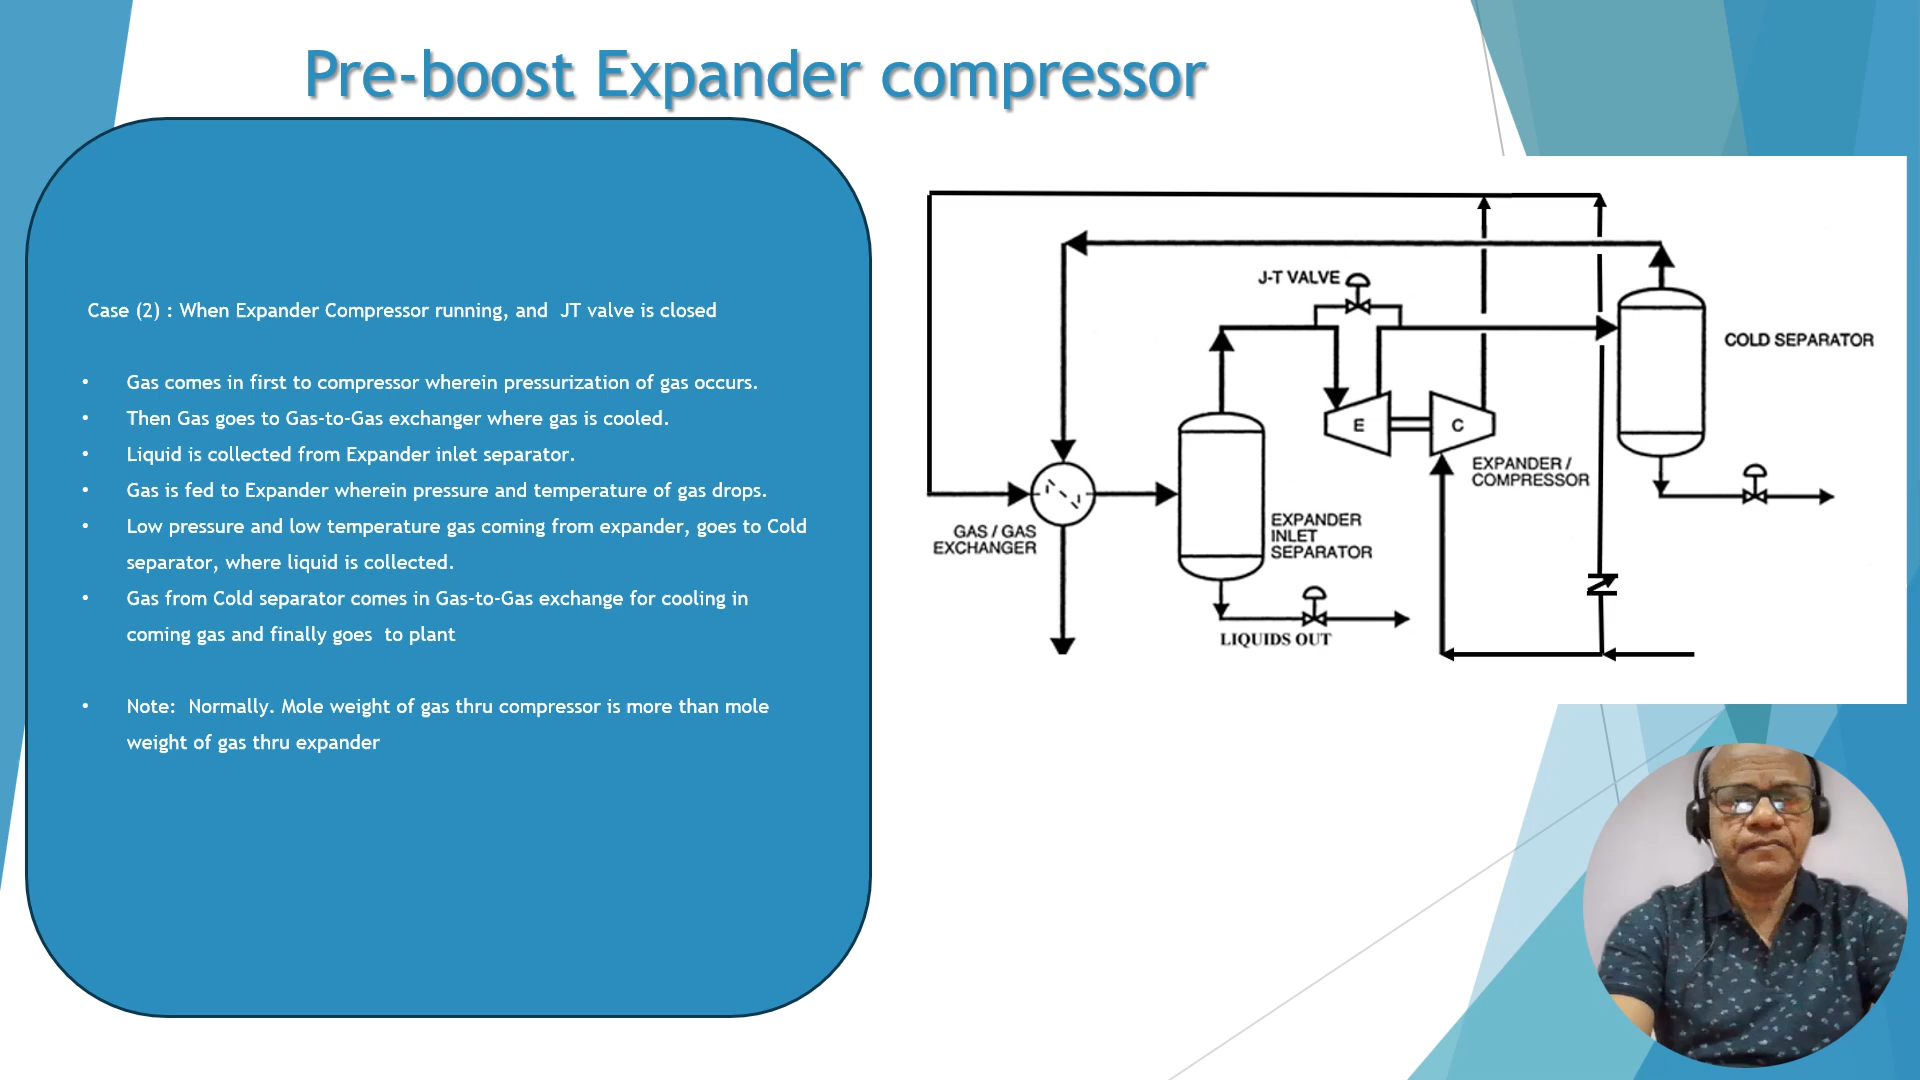 Pre-boost Expander compressor
Case (2) : When Expander Compressor running, and JT valve is closed
• Gas comes in first to compressor wherein pressurization of gas occurs.
• Then Gas goes to Gas-to-Gas exchanger where gas is cooled.
• Liquid is collected from Expander inlet separator.
• Gas is fed to Expander wherein pressure and temperature of gas drops.
• Low pressure and low temperature gas coming from expander, goes to Cold
separator, where liquid is collected.
• Gas from Cold separator comes in Gas-to-Gas exchange for cooling in
coming gas and finally goes to plant
• Note: Normally. Mole weight of gas thru compressor is more than mole
weight of gas thru expander
J-T VALVE
COLD SEPARATOR
E
C
EXPANDER /
COMPRESSOR
GAS / GAS
EXCHANGER
EXPANDER
INLET
SEPARATOR
LIQUIDS OUT